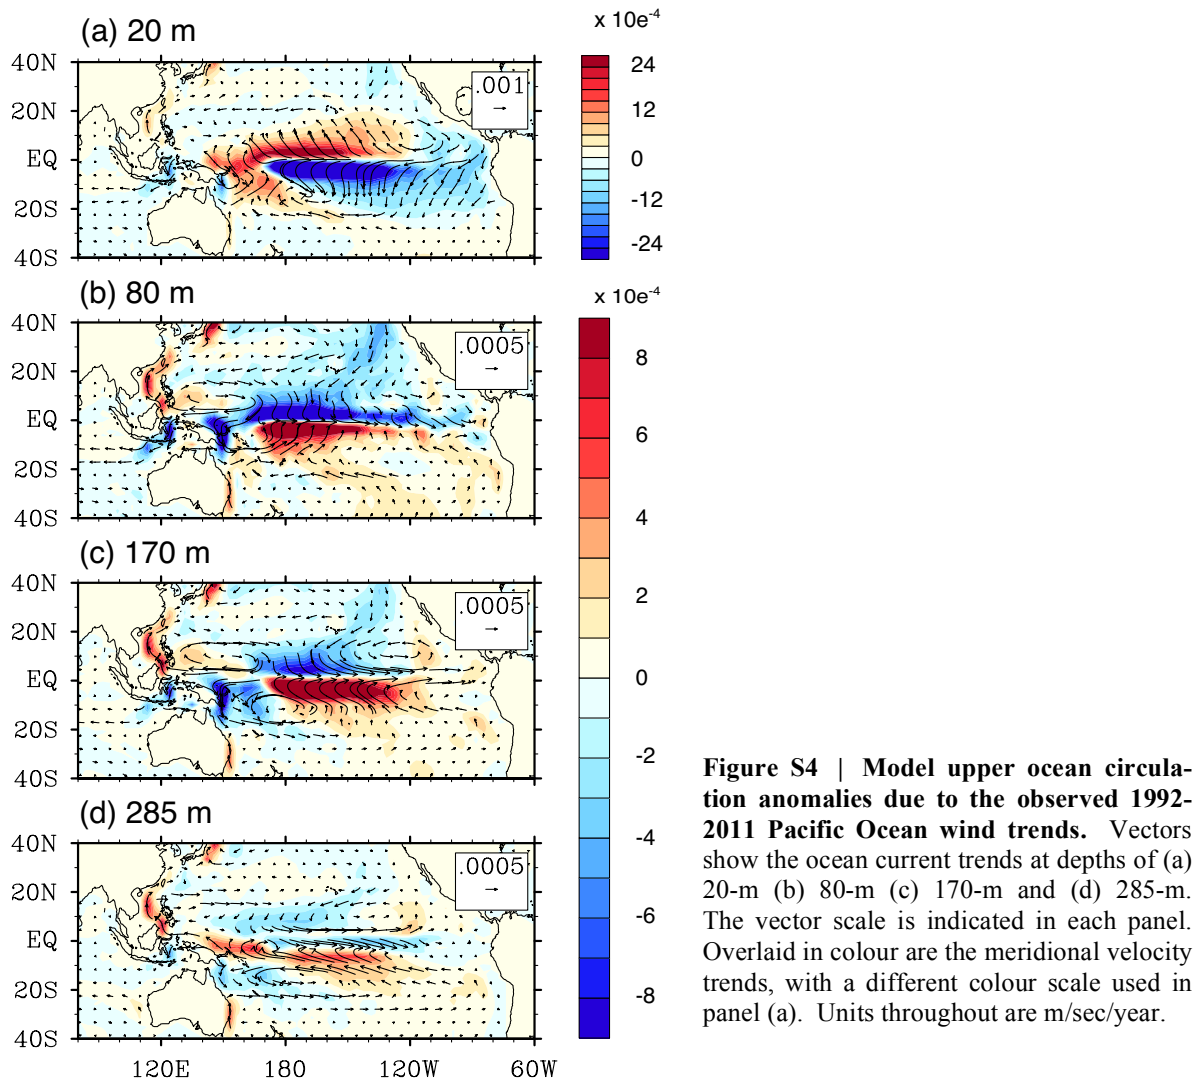 (a) 20 m
x 10e-4
40N
20N
EQ
20S
40S
.001
24
12
0
-12
-24
(b) 80 m
x 10e-4
40N
20N
EQ
20S
40S
.0005
(c) 170 m
40N
20N
EQ
20S
40S
.0005
(d) 285 m
40N
20N
EQ
20S
40S
.0005
120E
180
120W
60W
8
6
4
2
0
-2
-4
-6
-8
Figure S4 | Model upper ocean circula-
tion anomalies due to the observed 1992-
2011 Pacific Ocean wind trends. Vectors
show the ocean current trends at depths of (a)
20-m (b) 80-m (c) 170-m and (d) 285-m.
The vector scale is indicated in each panel.
Overlaid in colour are the meridional velocity
trends, with a different colour scale used in
panel (a). Units throughout are m/sec/year.